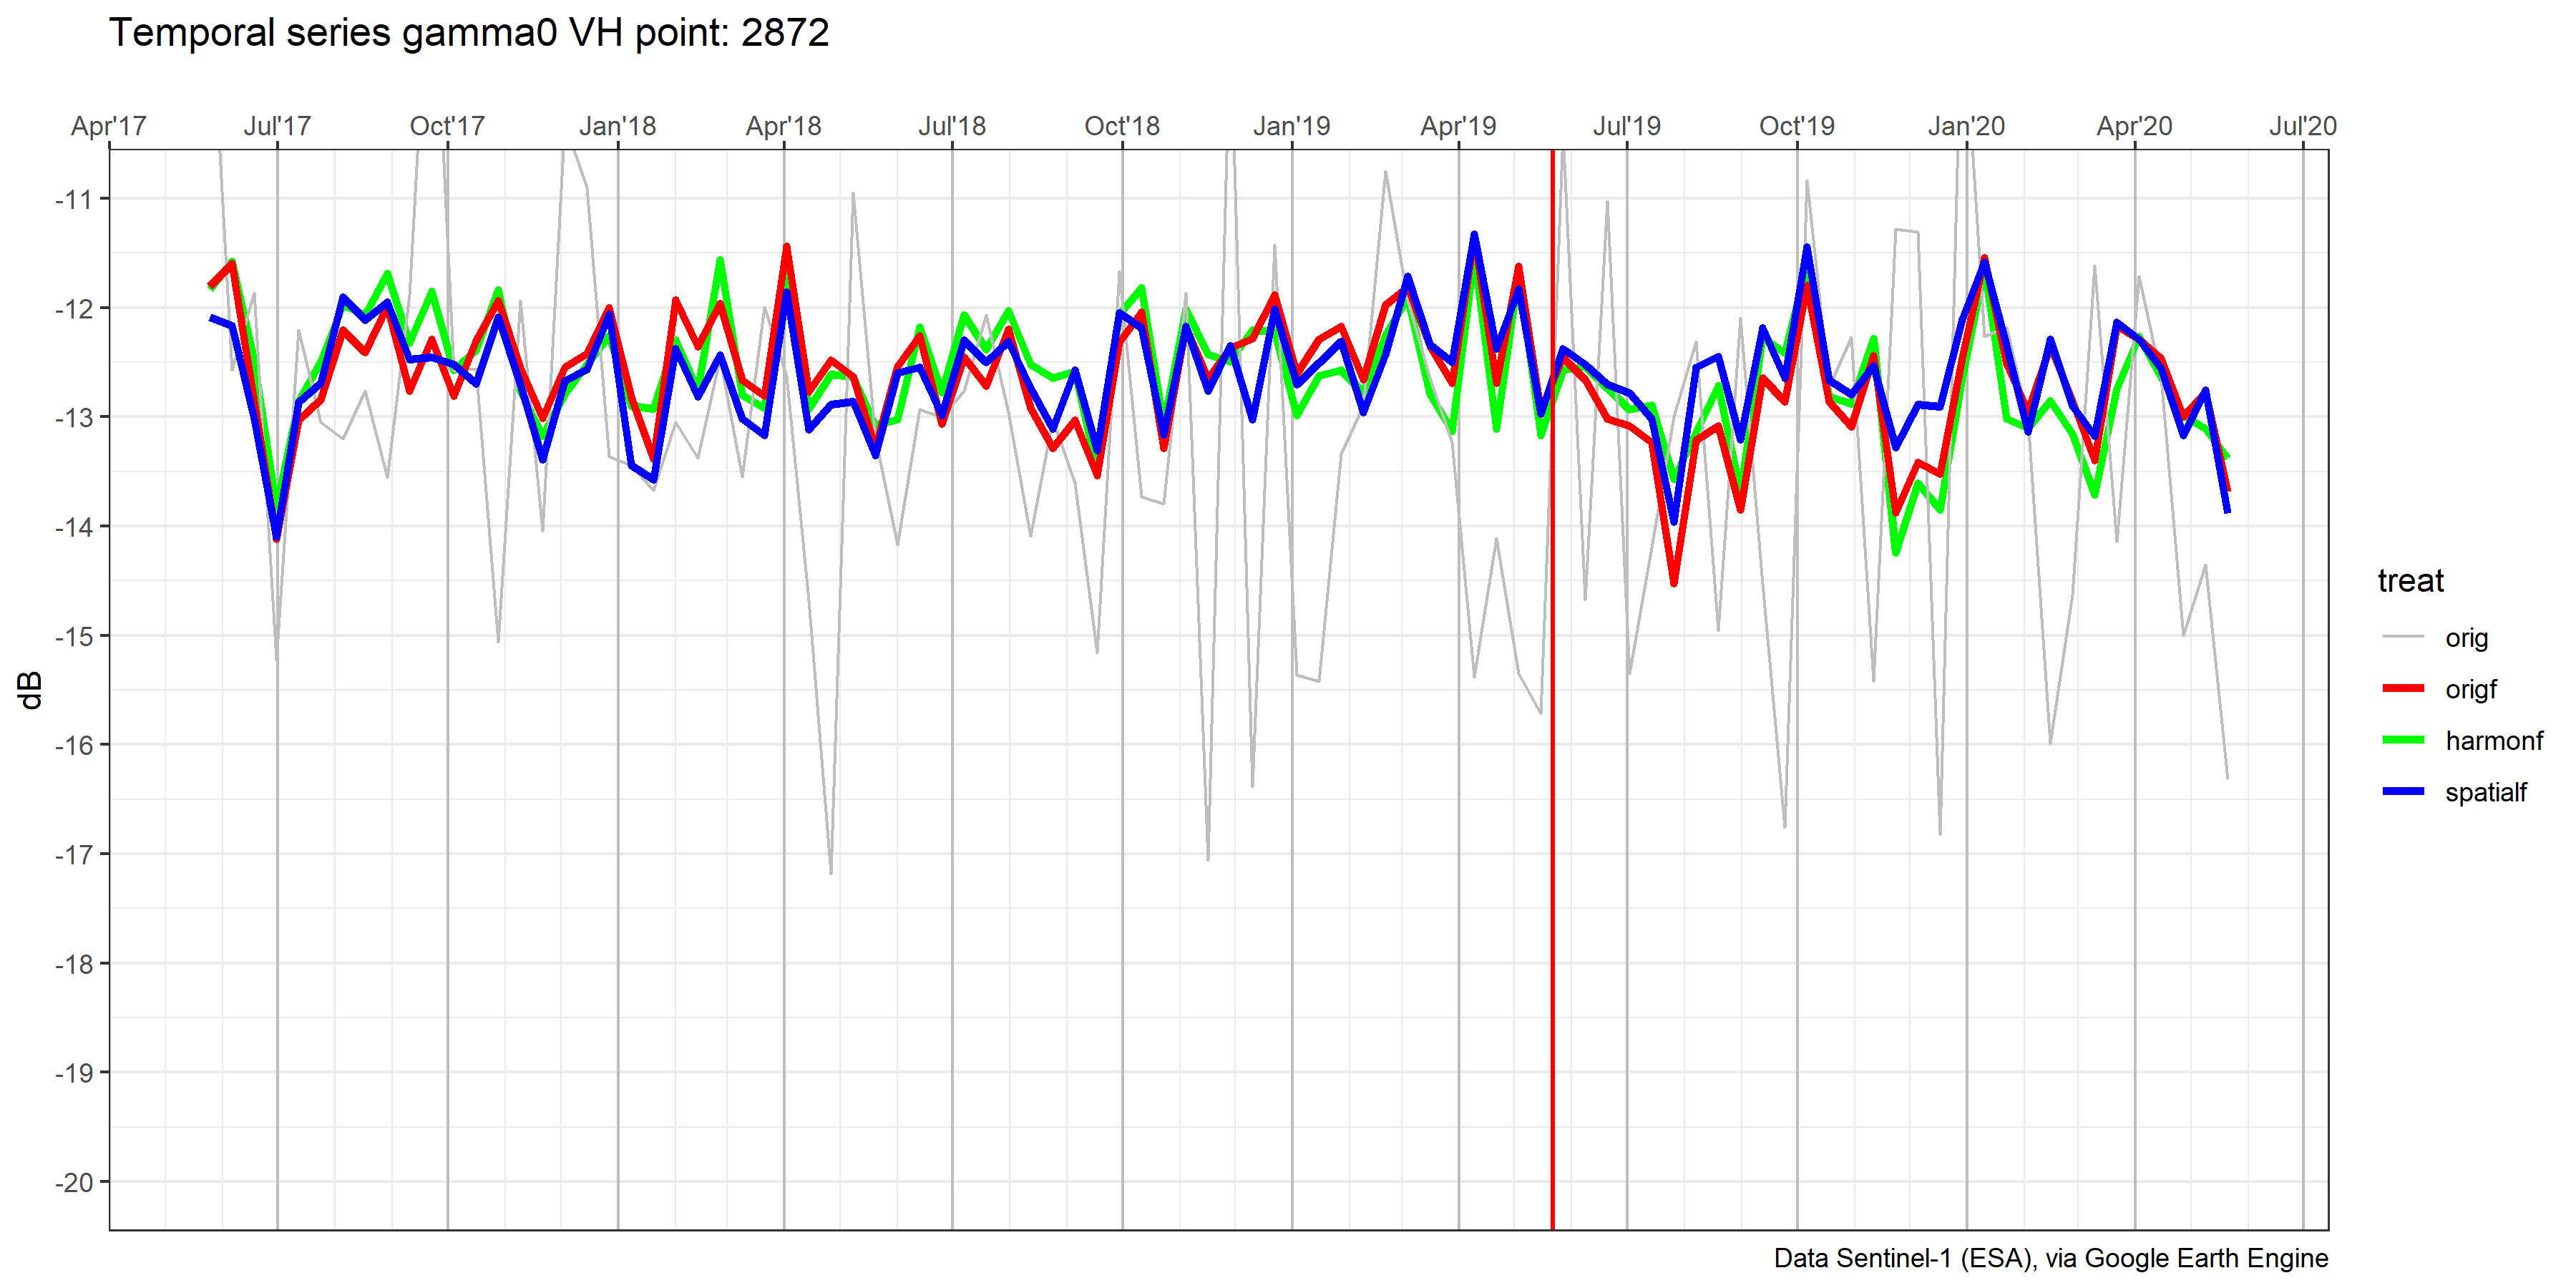 Temporal series gamma0 VH point: 2872
Apr'17 Jul'17 Oct'17 Jan'18 Apr'18 Jul'18 Oct'18 Jan'19 Apr'19 Jul'19 Oct'19 Jan'20 Apr'20 Jul'20
-11
-12
-13
-14
-15
-16
-17
-18
-19
-20
dB
treat
orig
origf
harmonf
spatialf
Data Sentinel-1 (ESA), via Google Earth Engine